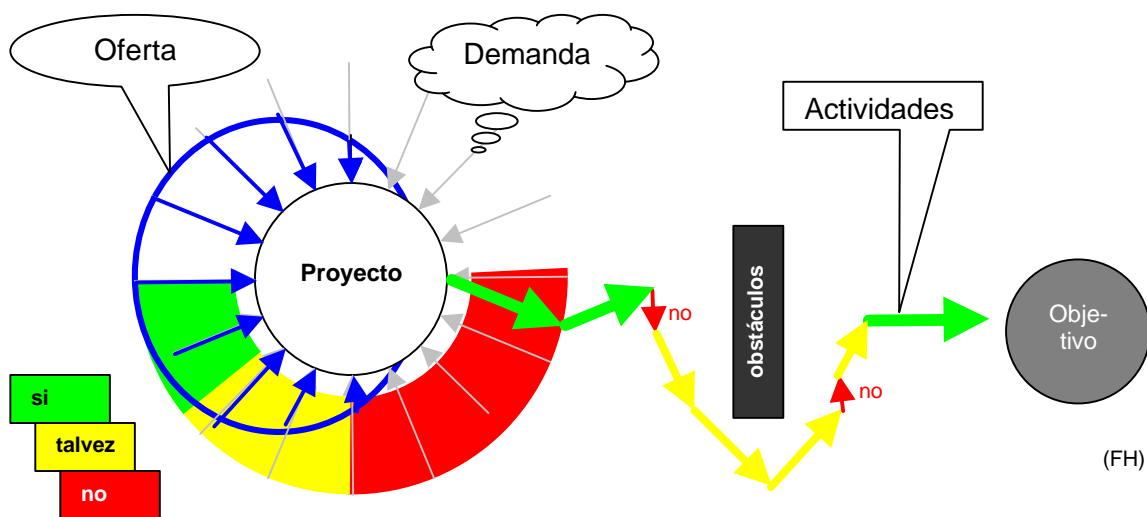 Oferta
Demanda
Actividades
Proyecto
obstáculos
no
no
Obje-
tivo
si
talvez
no
(FH)